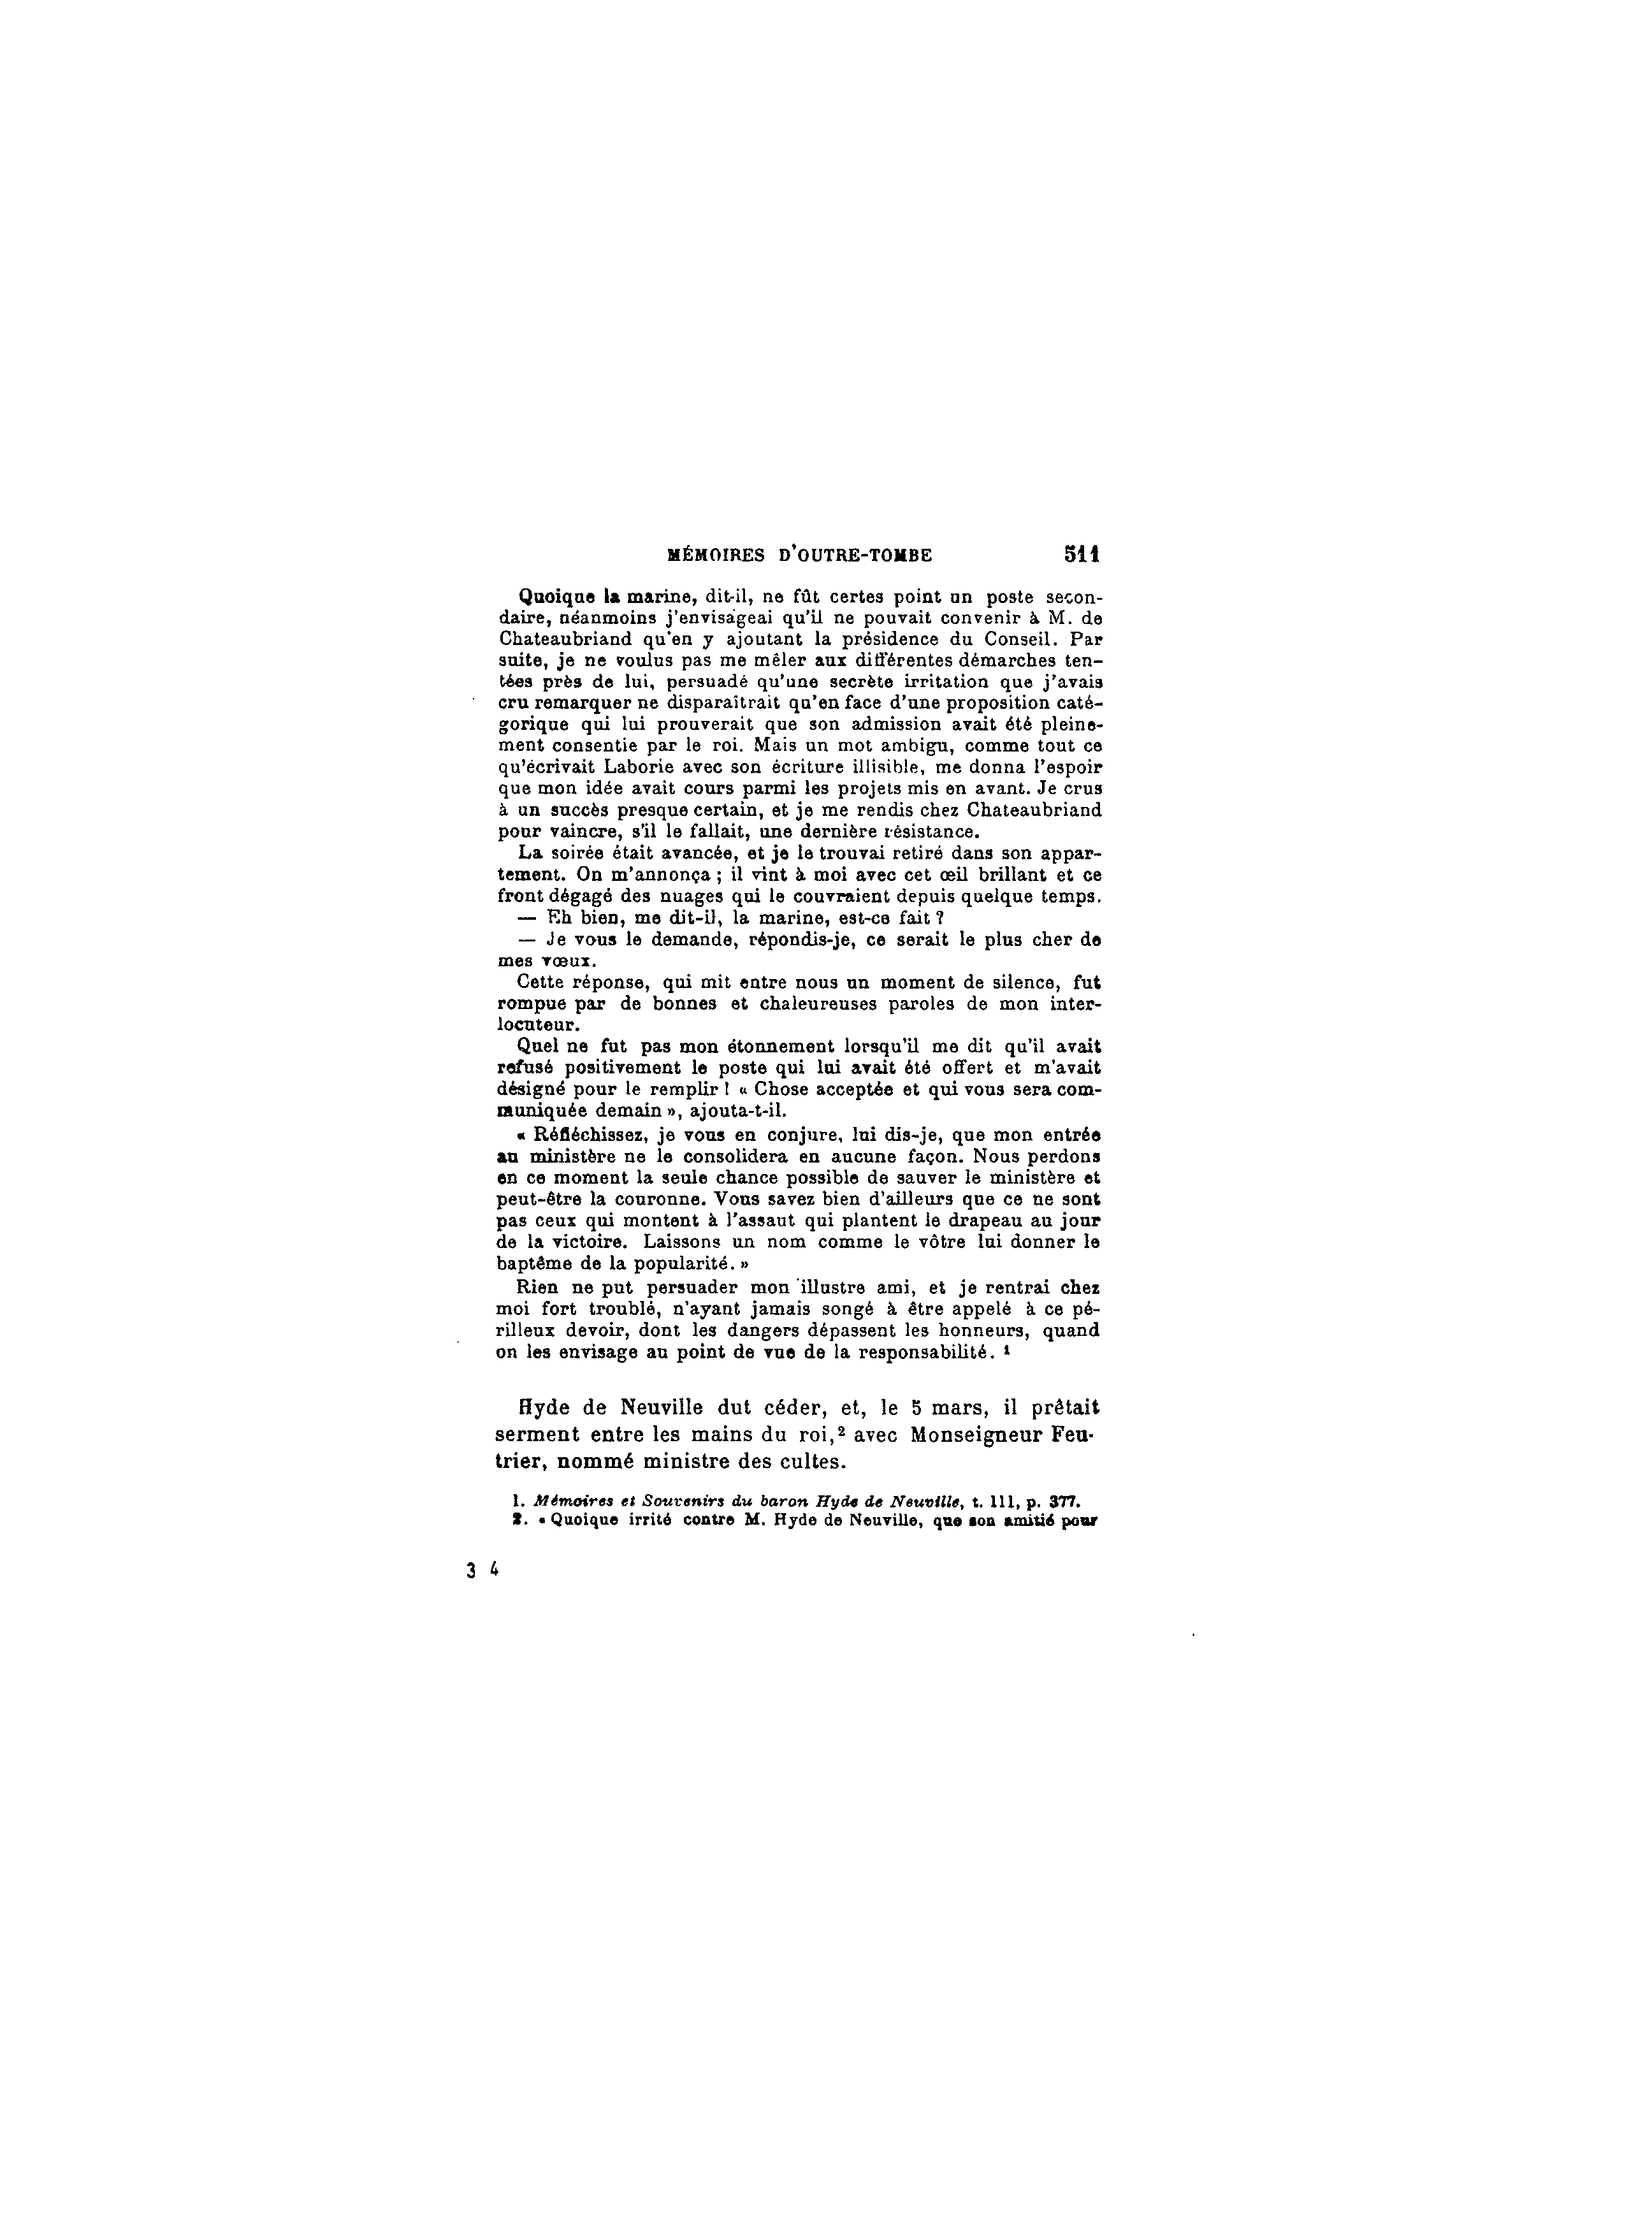 MÉMOIRES D'OUTRE-TOMBE 511
Quoique la marine, dit-il, ne fût certes point un poste secon-
daire, néanmoins j'envisageai qu'il ne pouvait convenir à M. de
Chateaubriand qu'en y ajoutant la présidence du Conseil. Par
suite, je ne voulus pas me mêler aux différentes démarches ten-
tées près de lui, persuadé qu'une secrète irritation que j'avais
cru remarquer ne disparaîtrait qu'en face d'une proposition caté-
gorique qui lui prouverait que son admission avait été pleine-
ment consentie par le roi. Mais un mot ambigu, comme tout ce
qu'écrivait Laborie avec son écriture illisible, me donna l'espoir
que mon idée avait cours parmi les projets mis en avant. Je crus
à un succès presque certain, et je me rendis chez Chateaubriand
pour vaincre, s'il le fallait, une dernière résistance.
La soirée était avancée, et je le trouvai retiré dans son appar-
tement. On m'annonça ; il vint à moi avec cet œil brillant et ce
front dégagé des nuages qui le couvraient depuis quelque temps.
— Eh bien, me dit-il, la marine, est-ce fait ?
— Je vous le demande, répondis-je, ce serait le plus cher de
mes vœux.
Cette réponse, qui mit entre nous un moment de silence, fut
rompue par de bonnes et chaleureuses paroles de mon inter-
locuteur.
Quel ne fut pas mon étonnement lorsqu'il me dit qu'il avait
refusé positivement le poste qui lui avait été offert et m'avait
désigné pour le remplir ! « Chose acceptée et qui vous sera com-
muniquée demain », ajouta-t-il.
« Réfléchissez, je vous en conjure, lui dis-je, que mon entrée
au ministère ne le consolidera en aucune façon. Nous perdons
en ce moment la seule chance possible de sauver le ministère et
peut-être la couronne. Vous savez bien d'ailleurs que ce ne sont
pas ceux qui montent à l'assaut qui plantent le drapeau au jour
de la victoire. Laissons un nom comme le vôtre lui donner le
baptême de la popularité. »
Rien ne put persuader mon illustre ami, et je rentrai chez
moi fort troublé, n'ayant jamais songé à être appelé à ce pé-
rilleux devoir, dont les dangers dépassent les honneurs, quand
on les envisage au point de vue de la responsabilité. 1
Hyde de Neuville dut céder, et, le 5 mars, il prêtait
serment entre les mains du roi,2 avec Monseigneur Feu-
trier, nommé ministre des cultes.
1. Mémoires et Souvenirs du baron Hyde de Neuville, t. III, p. 377.
2. « Quoique irrité contre M. Hyde de Neuville, que son amitié pour
3 4